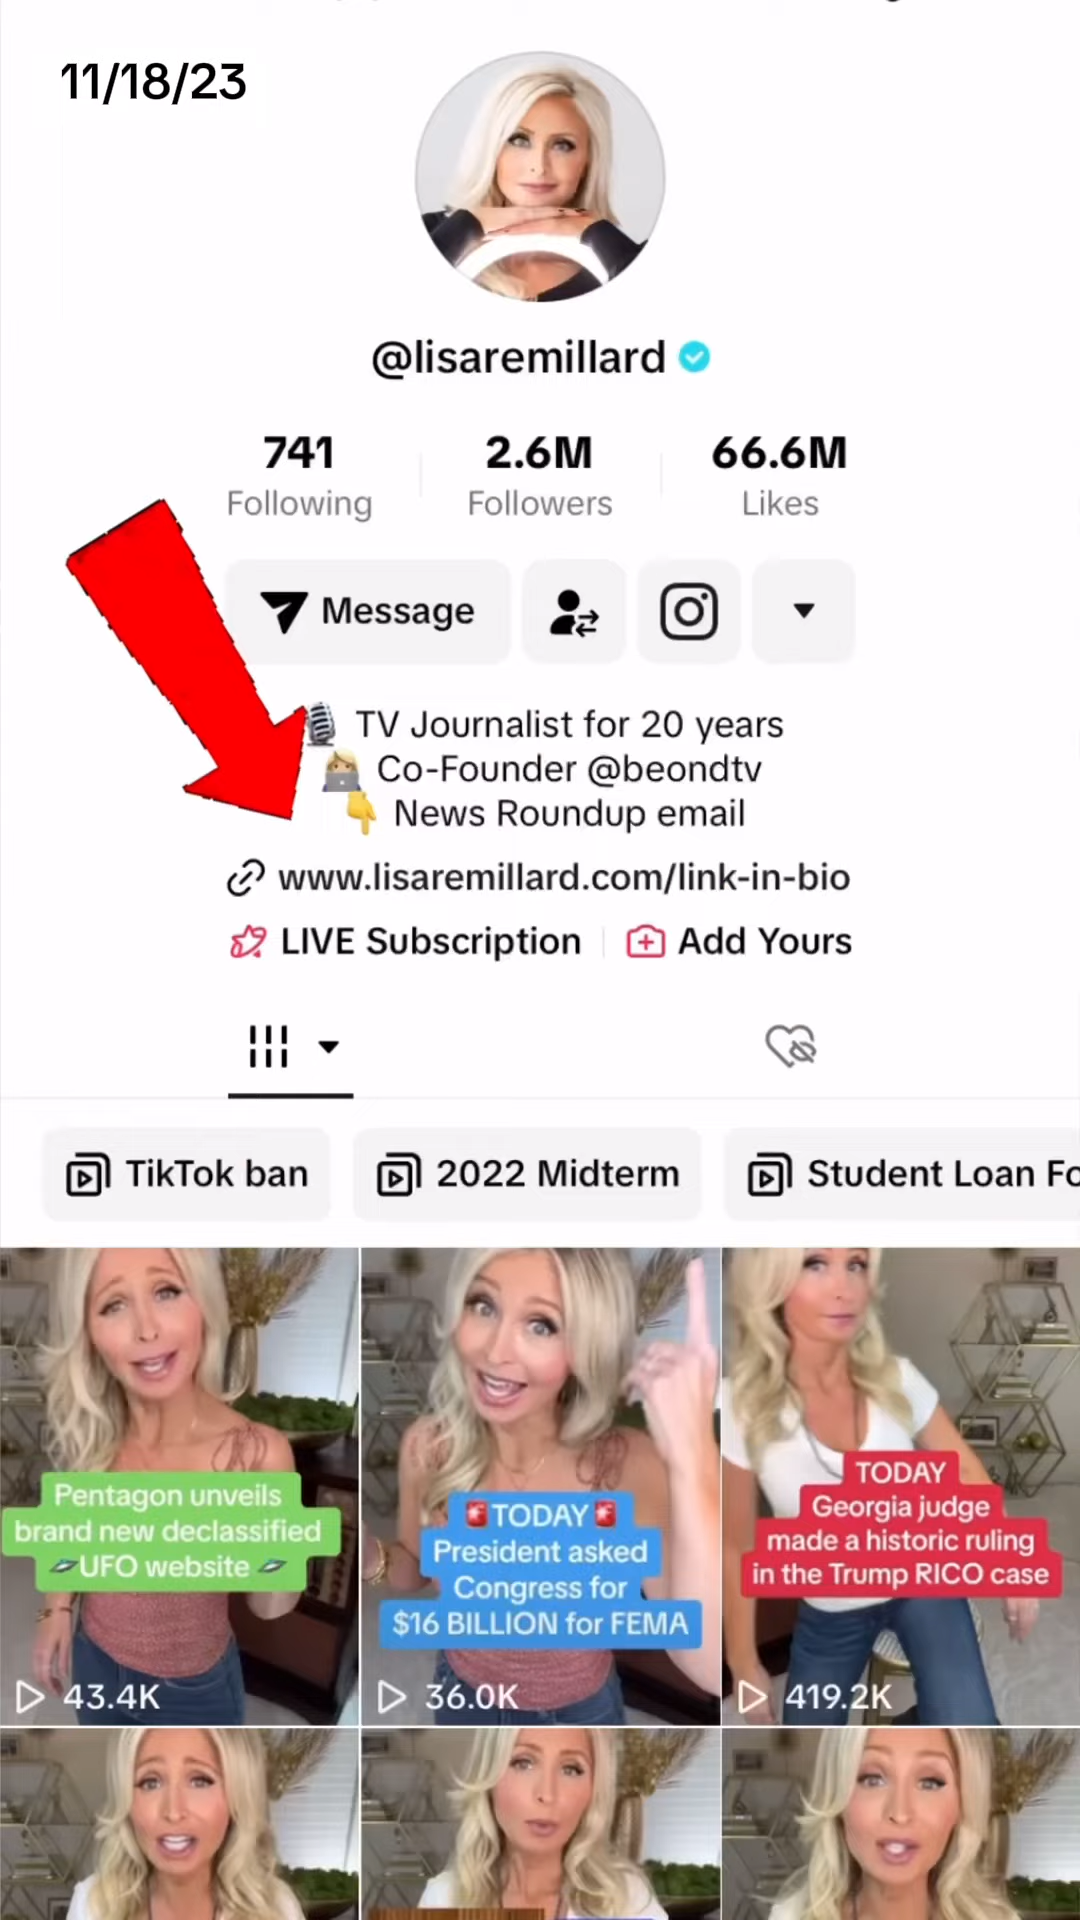 11/18/23
@lisaremillard
741 2.6M 66.6M
Following Followers Likes
Message
TV Journalist for 20 years
Co-Founder @beondtv
News Roundup email
www.lisaremillard.com/link-in-bio
LIVE Subscription Add Yours
TikTok ban 2022 Midterm Student Loan Fo
Pentagon unveils
brand new declassified
UFO website
43.4K
TODAY
President asked
Congress for
$16 BILLION for FEMA
36.0K
TODAY
Georgia judge
made a historic ruling
in the Trump RICO case
419.2K